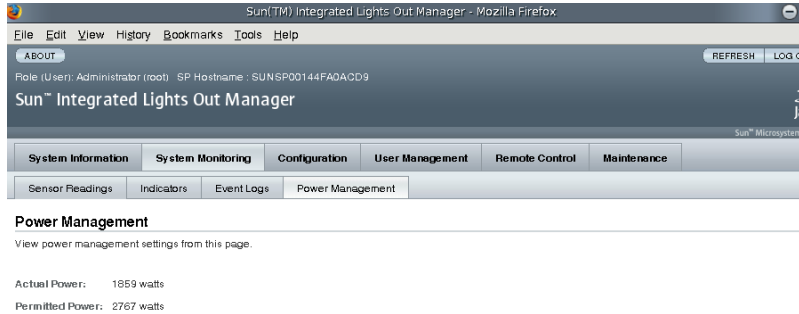 Sun(TM) Integrated Lights Out Manager - Mozilla Firefox
File Edit View History Bookmarks Tools Help
ABOUT REFRESH LOG
Role (User): Administrator (root) SP Hostname : SUNSP00144FA0ACD9
Sun™ Integrated Lights Out Manager
Sun™ Microsystem
System Information System Monitoring Configuration User Management Remote Control Maintenance
Sensor Readings Indicators Event Logs Power Management
Power Management
View power management settings from this page.
Actual Power: 1859 watts
Permitted Power: 2767 watts